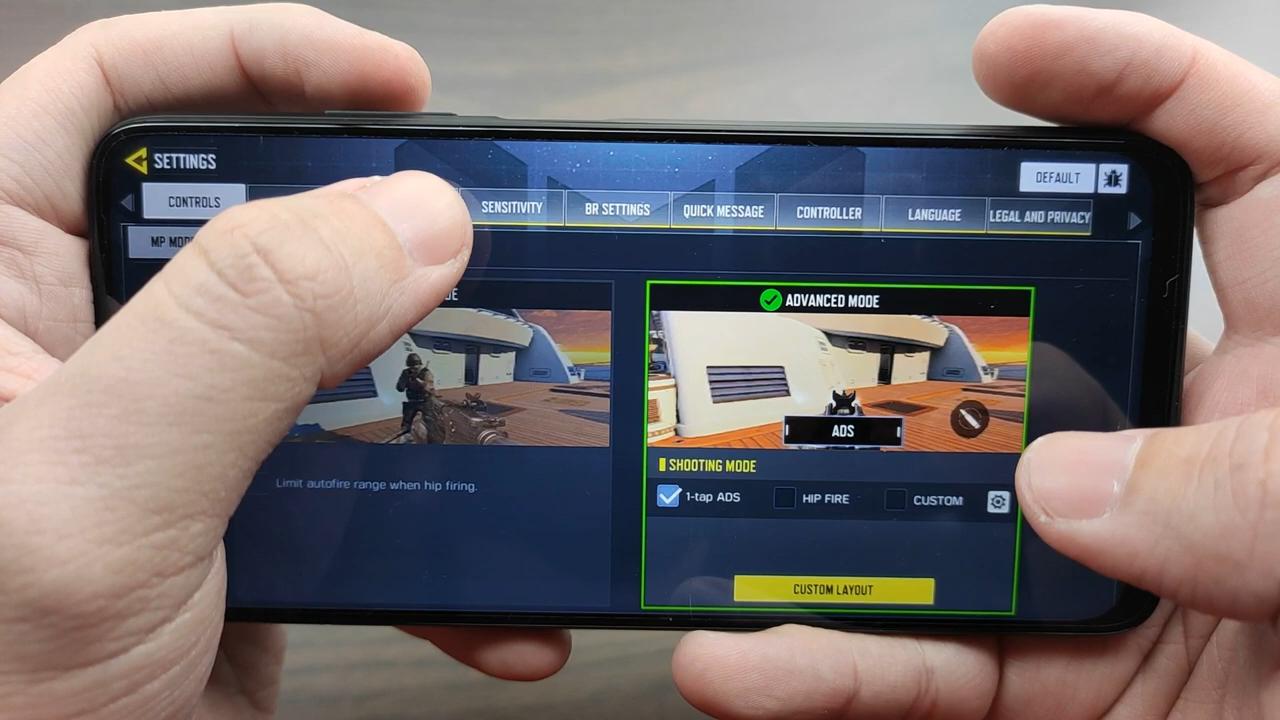 SETTINGS
DEFAULT
CONTROLS
SENSITIVITY
BR SETTINGS
QUICK MESSAGE
CONTROLLER
LANGUAGE
LEGAL AND PRIVACY
MP
ADVANCED MODE
ADS
SHOOTING MODE
1-tap ADS
HIP FIRE
CUSTOM
Limit autofire range when hip firing.
CUSTOM LAYOUT